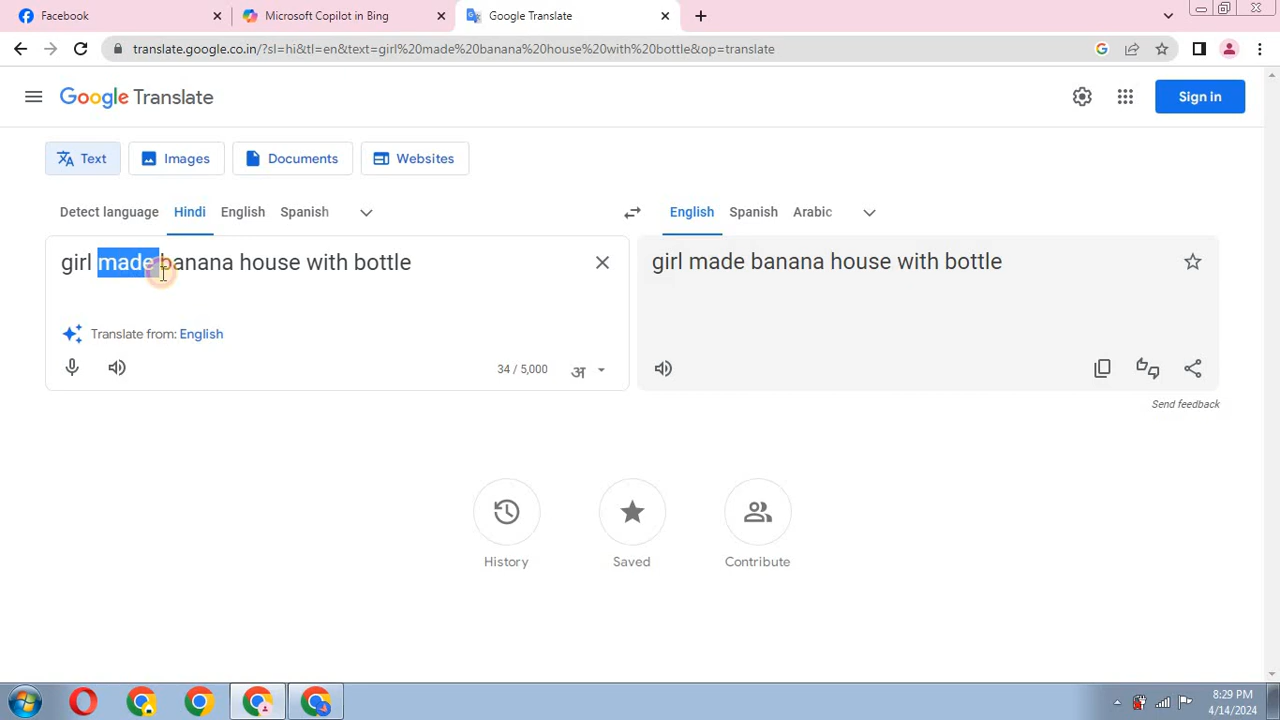 Facebook
Microsoft Copilot in Bing
Google Translate
translate.google.co.in/?sl=hi&tl=en&text=girl%20made%20banana%20house%20with%20bottle&op=translate
Google Translate
Sign in
Text
Images
Documents
Websites
Detect language
Hindi
English
Spanish
English
Spanish
Arabic
girl made banana house with bottle
girl made banana house with bottle
Translate from: English
34 / 5,000
अ
Send feedback
History
Saved
Contribute
8:29 PM
4/14/2024